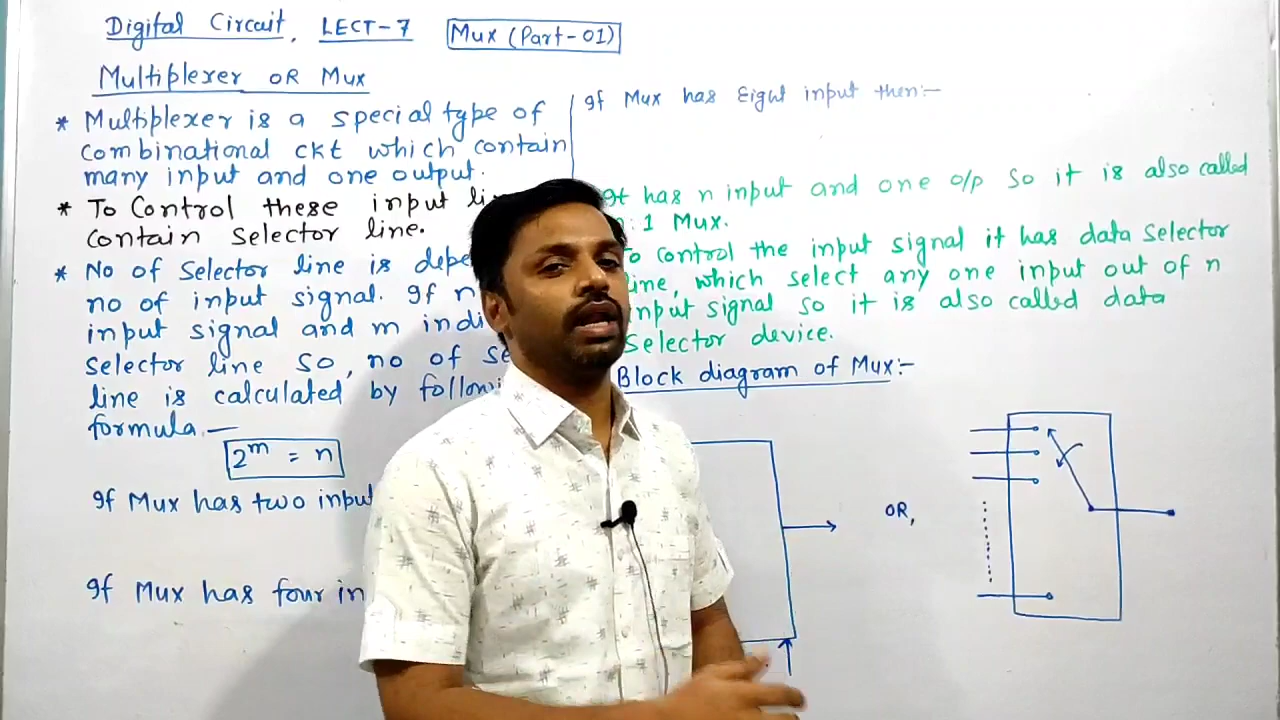 Digital Circuit, LECT-7 Mux (Part-01)
Multiplexer OR Mux
* Multiplexer is a special type of
combinational ckt which contain
many input and one output.
* To Control these input
contain selector line.
* No of selector line is
no of input signal. If
input signal and m
selector line so, no of
line is calculated by
formula. —
2^m = n
If Mux has two input
If Mux has four
If Mux has Eight input then:-
It has n input and one o/p so it is also called
: 1 Mux.
To control the input signal it has data selector
line, which select any one input out of n
input signal so it is also called data
selector device.
Block diagram of Mux:-
OR,